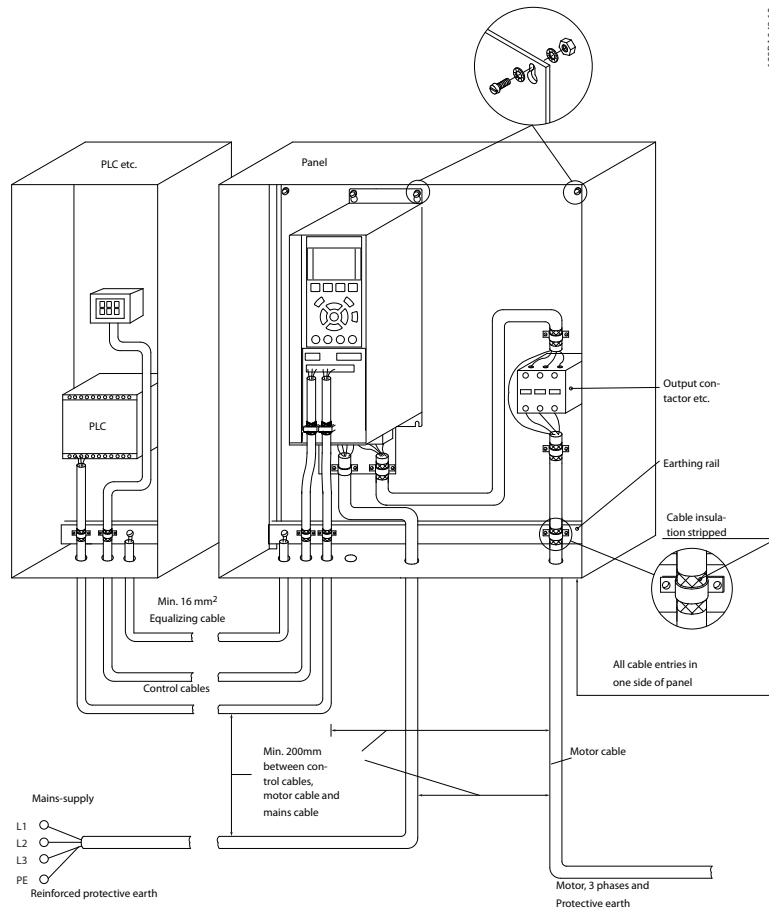 PLC etc.
Panel
PLC
Output con-
tactor etc.
Earthing rail
Cable insula-
tion stripped
Min. 16 mm²
Equalizing cable
Control cables
All cable entries in
one side of panel
Min. 200mm
between con-
trol cables,
motor cable and
mains cable
Motor cable
Mains-supply
L1
L2
L3
PE
Reinforced protective earth
Motor, 3 phases and
Protective earth